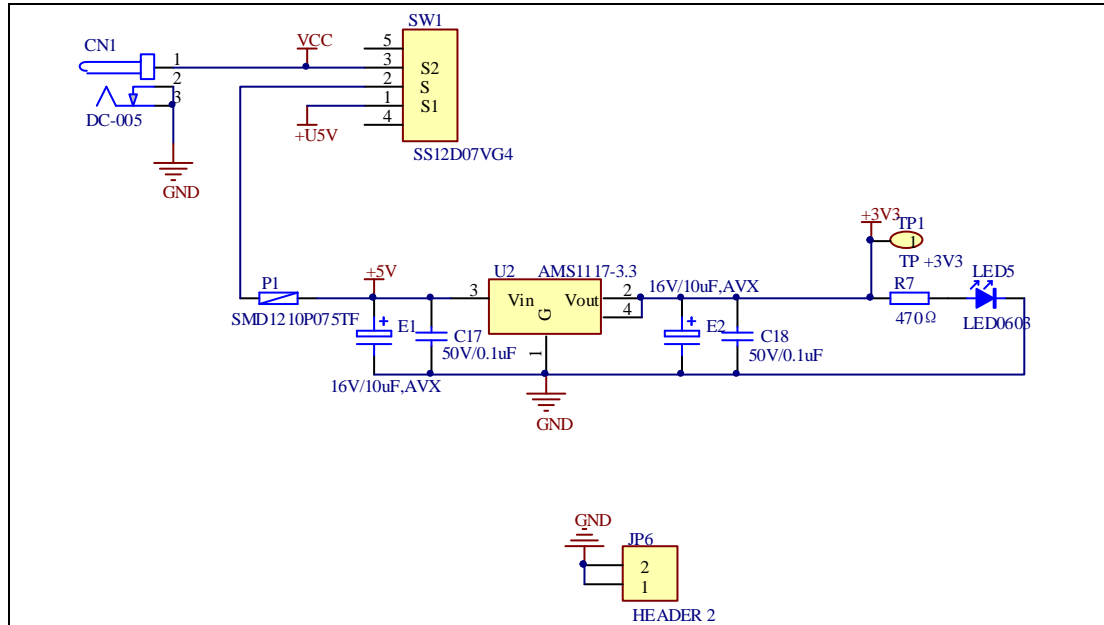 SW1
CN1
VCC
5
1
3
S2
2
2
S
3
1
S1
DC-005
+U5V
4
SS12D07VG4
GND
+3V3
TP1
1
TP +3V3
P1
+5V
U2
AMS1117-3.3
R7
LED5
3
Vin
Vout
2
16V/10uF,AVX
G
4
SMD1210P075TF
470Ω
LED0603
E1
C17
E2
C18
50V/0.1uF
1
50V/0.1uF
16V/10uF,AVX
GND
GND
JP6
2
1
HEADER 2